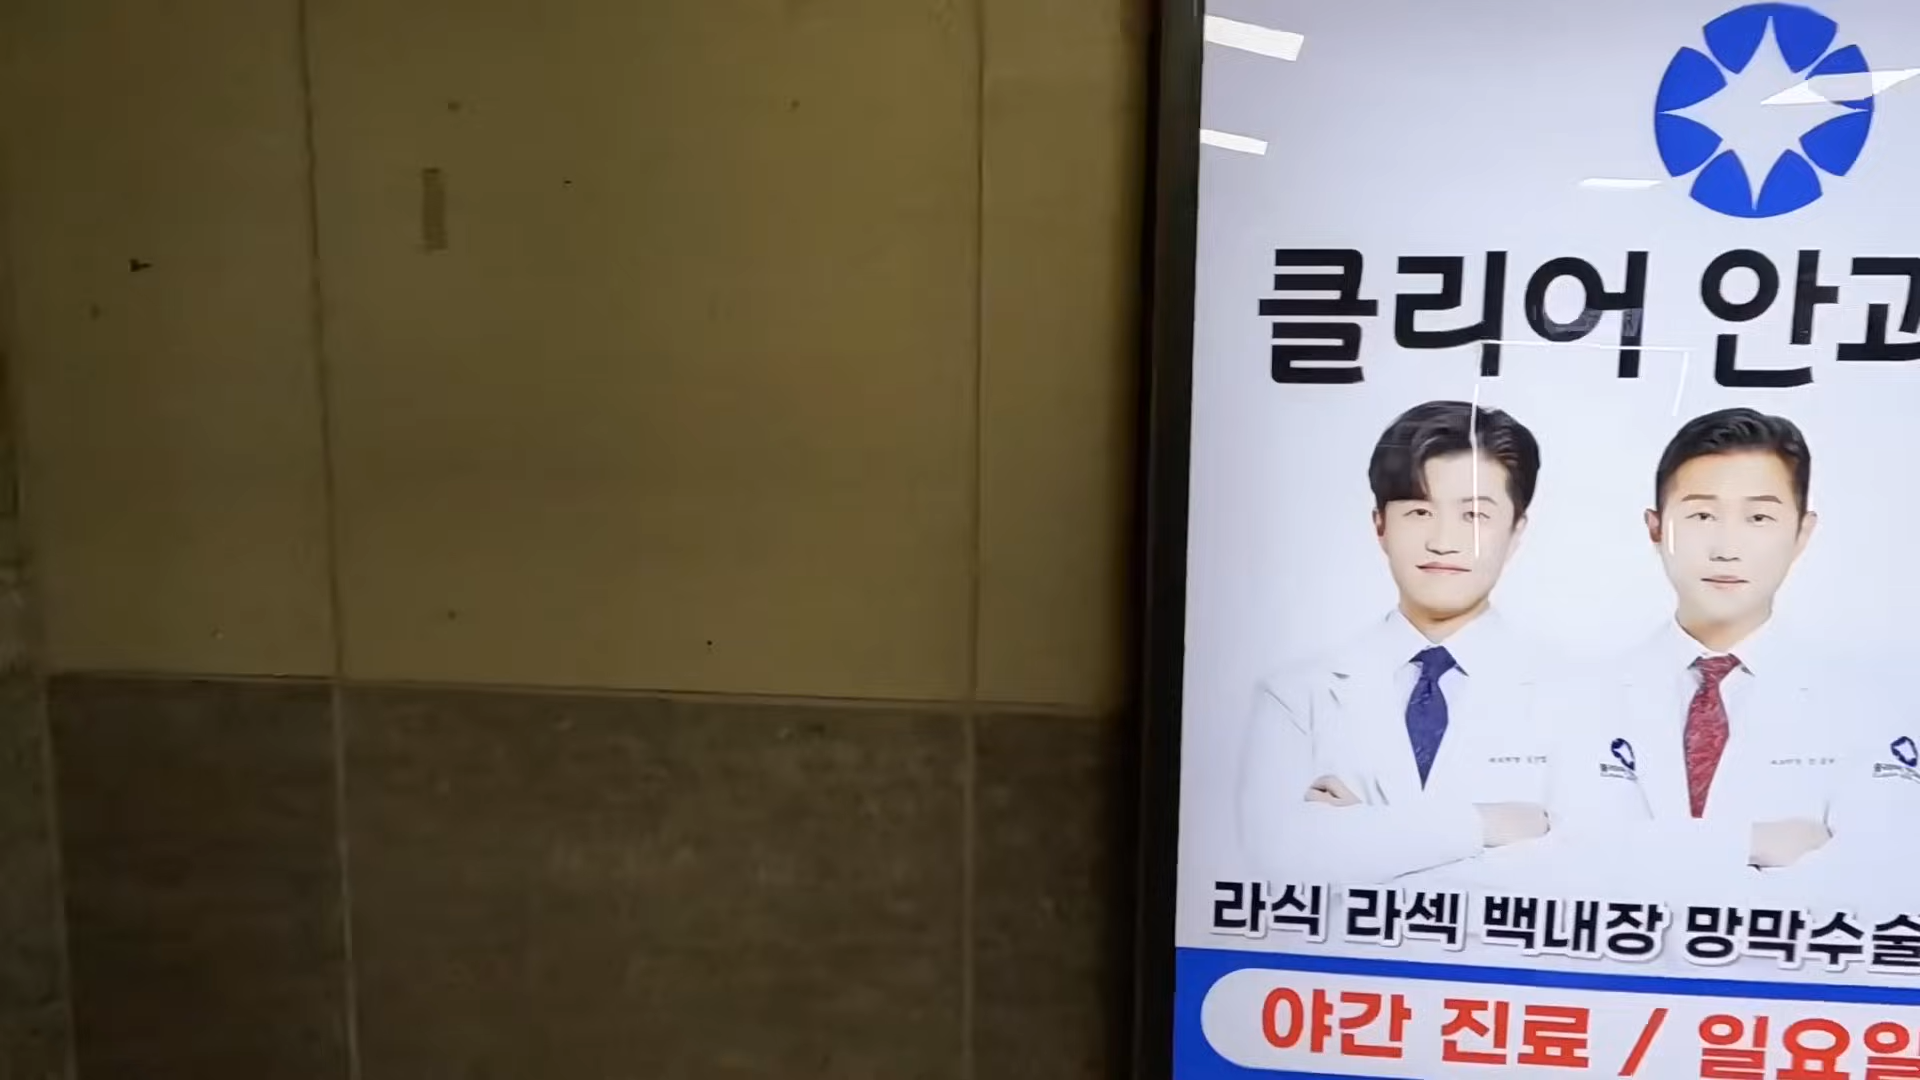 클리어 안과
라식 라섹 백내장 망막수술
야간 진료 / 일요일